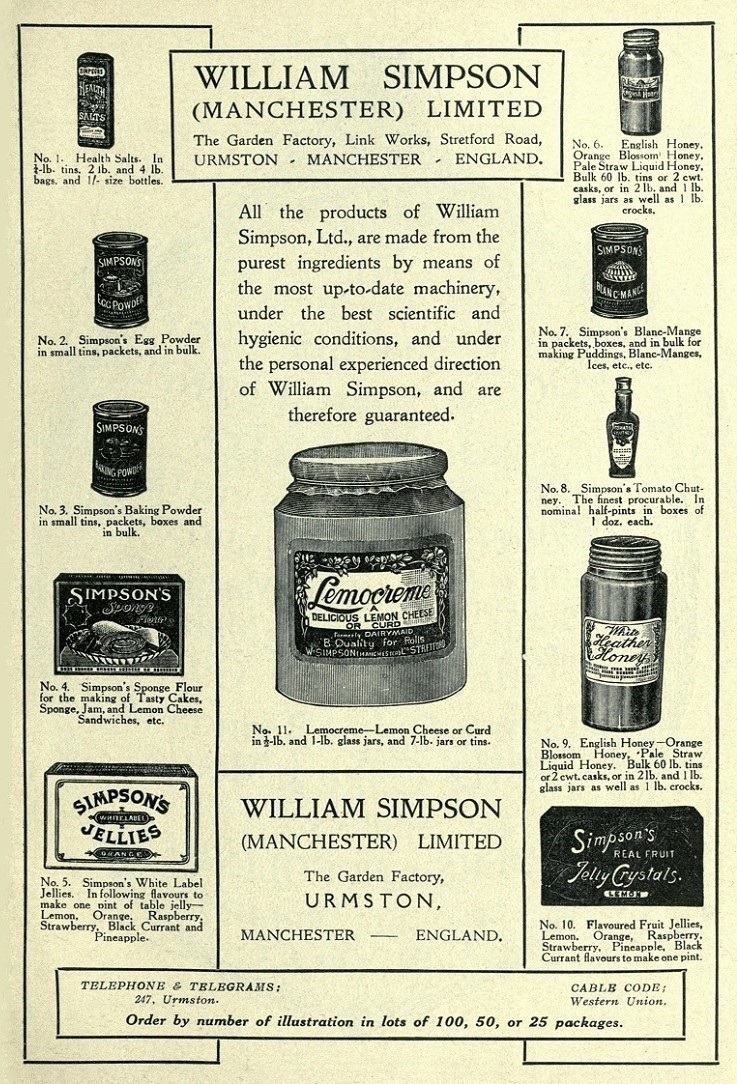 WILLIAM SIMPSON
(MANCHESTER) LIMITED
The Garden Factory, Link Works, Stretford Road,
URMSTON - MANCHESTER - ENGLAND.
SIMPSONS
HEALTH
SALTS
No. 1. Health Salts. In
¼-lb. tins, 2 lb. and 4 lb.
bags, and 1/- size bottles.
SIMPSON'S
EGG POWDER
No. 2. Simpson's Egg Powder
in small tins, packets, and in bulk.
SIMPSON'S
BAKING POWDER
No. 3. Simpson's Baking Powder
in small tins, packets, boxes and
in bulk.
SIMPSON'S
Sponge
Flour
No. 4. Simpson's Sponge Flour
for the making of Tasty Cakes,
Sponge, Jam, and Lemon Cheese
Sandwiches, etc.
SIMPSON'S
WHITE LABEL
JELLIES
ORANGE
No. 5. Simpson's White Label
Jellies. In following flavours to
make one pint of table jelly—
Lemon, Orange, Raspberry,
Strawberry, Black Currant and
Pineapple.
All the products of William
Simpson, Ltd., are made from the
purest ingredients by means of
the most up-to-date machinery,
under the best scientific and
hygienic conditions, and under
the personal experienced direction
of William Simpson, and are
therefore guaranteed.
Lemocreme
A
DELICIOUS LEMON CHEESE
OR CURD
Formerly DAIRYMAID
B Quality for Rolls
W. SIMPSON (MANCHESTER) LD STRETFORD
No. 11. Lemocreme—Lemon Cheese or Curd
in ½-lb. and 1-lb. glass jars, and 7-lb. jars or tins.
WILLIAM SIMPSON
(MANCHESTER) LIMITED
The Garden Factory,
URMSTON,
MANCHESTER — ENGLAND.
English Honey
No. 6. English Honey,
Orange Blossom Honey,
Pale Straw Liquid Honey,
Bulk 60 lb. tins or 2 cwt.
casks, or in 2 lb. and 1 lb.
glass jars as well as 1 lb.
crocks.
SIMPSON'S
BLANC-MANGE
No. 7. Simpson's Blanc-Mange
in packets, boxes, and in bulk for
making Puddings, Blanc-Manges,
Ices, etc., etc.
TOMATO
No. 8. Simpson's Tomato Chut-
ney. The finest procurable. In
nominal half-pints in boxes of
1 doz. each.
White
Heather
Honey
No. 9. English Honey—Orange
Blossom Honey, Pale Straw
Liquid Honey. Bulk 60 lb. tins
or 2 cwt. casks, or in 2 lb. and 1 lb.
glass jars as well as 1 lb. crocks.
Simpson's
REAL FRUIT
Jelly Crystals.
LEMON
No. 10. Flavoured Fruit Jellies,
Lemon, Orange, Raspberry,
Strawberry, Pineapple, Black
Currant flavours to make one pint.
TELEPHONE & TELEGRAMS:
247, Urmston.
CABLE CODE:
Western Union.
Order by number of illustration in lots of 100, 50, or 25 packages.